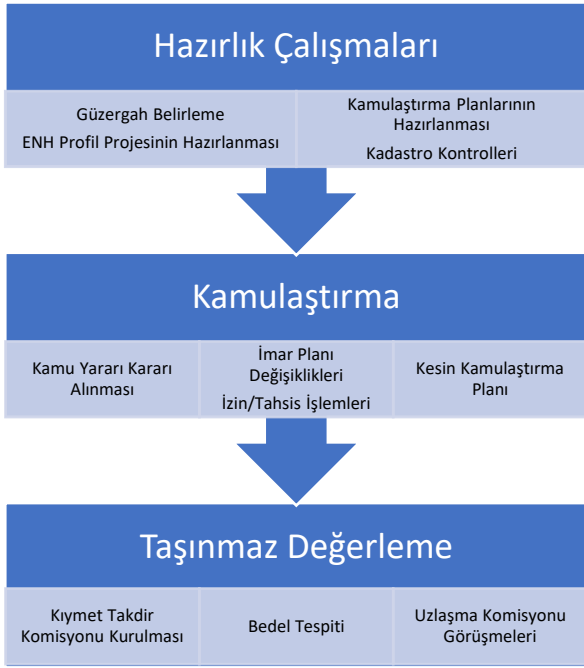 Hazırlık Çalışmaları
Güzergah Belirleme
ENH Profil Projesinin Hazırlanması
Kamulaştırma Planlarının
Hazırlanması
Kadastro Kontrolleri
Kamulaştırma
Kamu Yararı Kararı
Alınması
İmar Planı
Değişiklikleri
İzin/Tahsis İşlemleri
Kesin Kamulaştırma
Planı
Taşınmaz Değerleme
Kıymet Takdir
Komisyonu Kurulması
Bedel Tespiti
Uzlaşma Komisyonu
Görüşmeleri